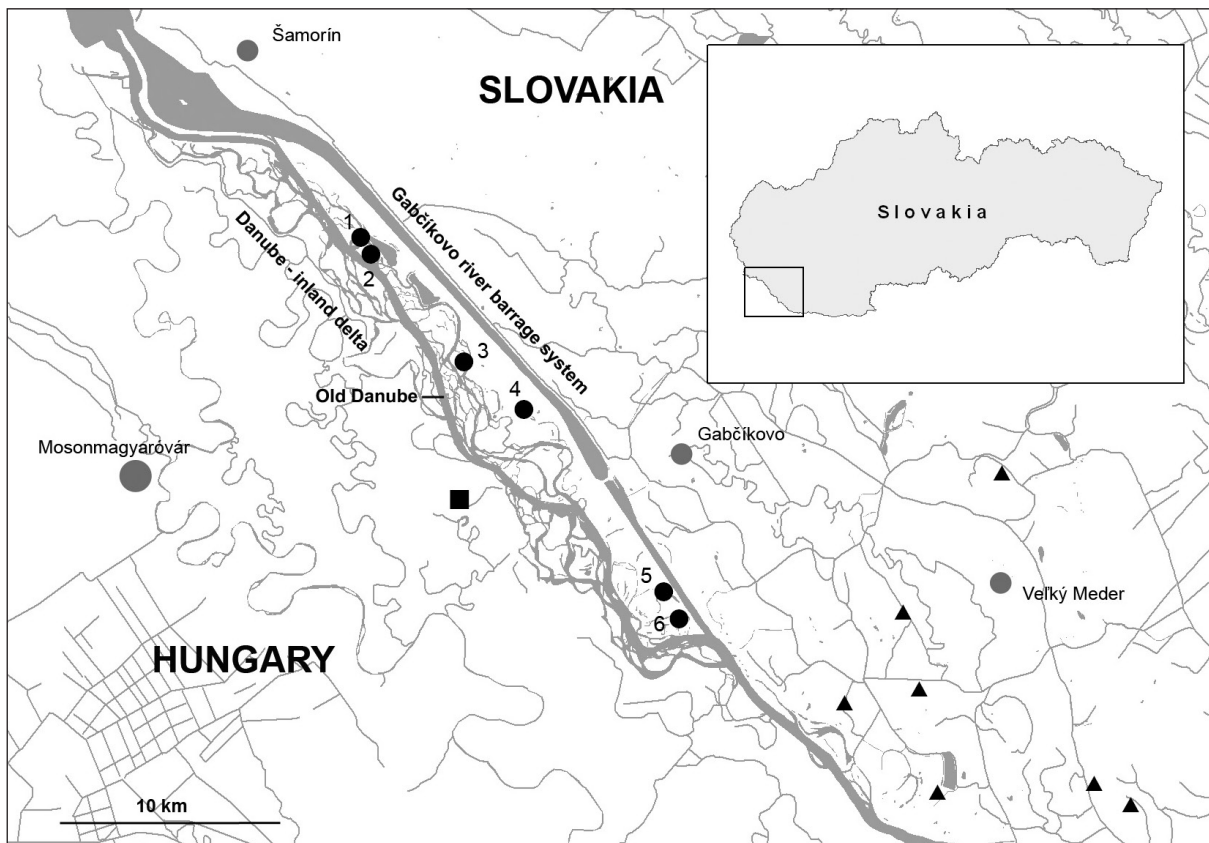 Šamorín
SLOVAKIA
Slovakia
Gabčíkovo river barrage system
Danube - inland delta
1
2
3
4
Old Danube
Mosonmagyaróvár
Gabčíkovo
5
6
Veľký Meder
HUNGARY
10 km